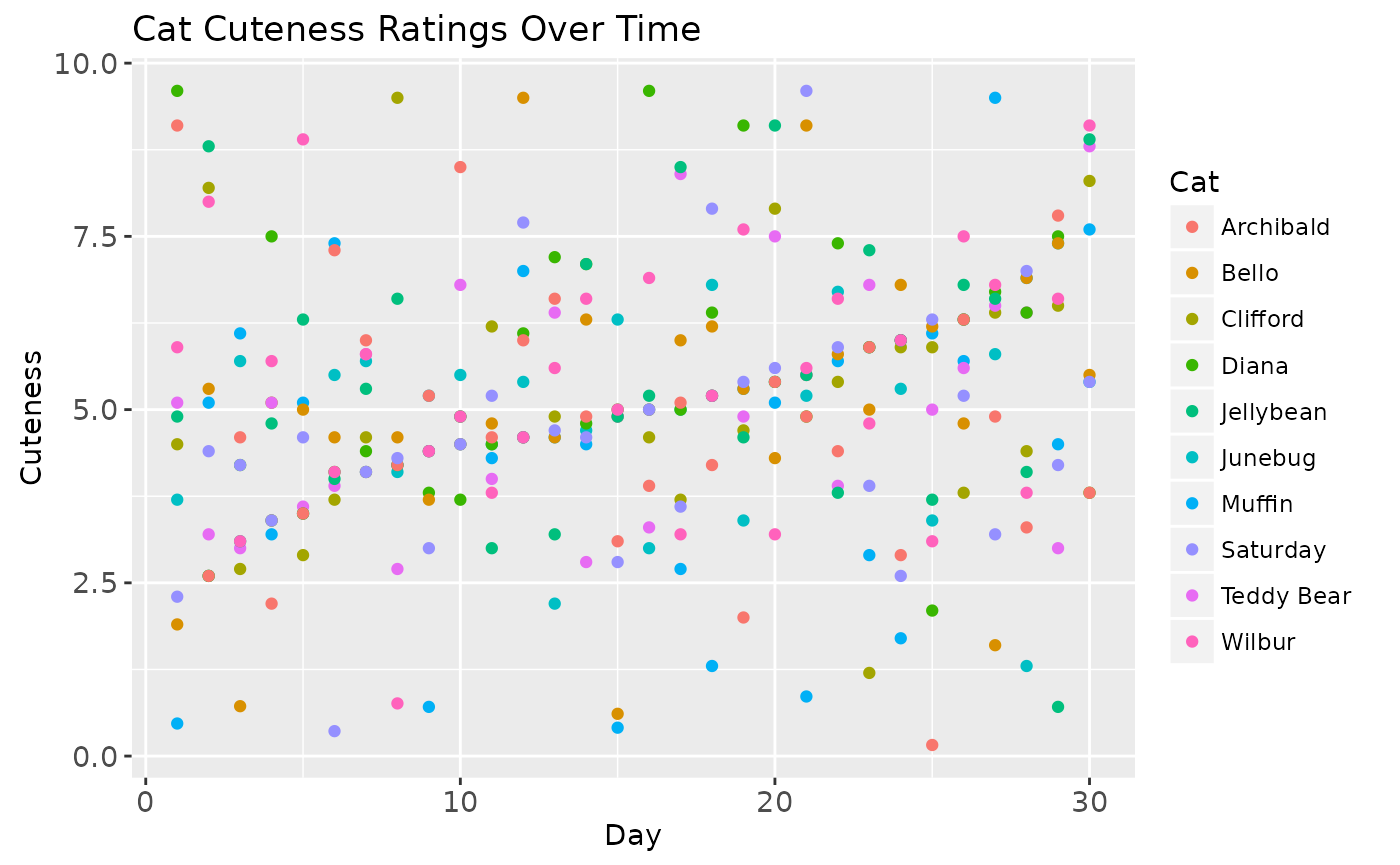 Cat Cuteness Ratings Over Time
10.0
7.5
5.0
2.5
0.0
Cuteness
0 10 20 30
Day
Cat
Archibald
Bello
Clifford
Diana
Jellybean
Junebug
Muffin
Saturday
Teddy Bear
Wilbur